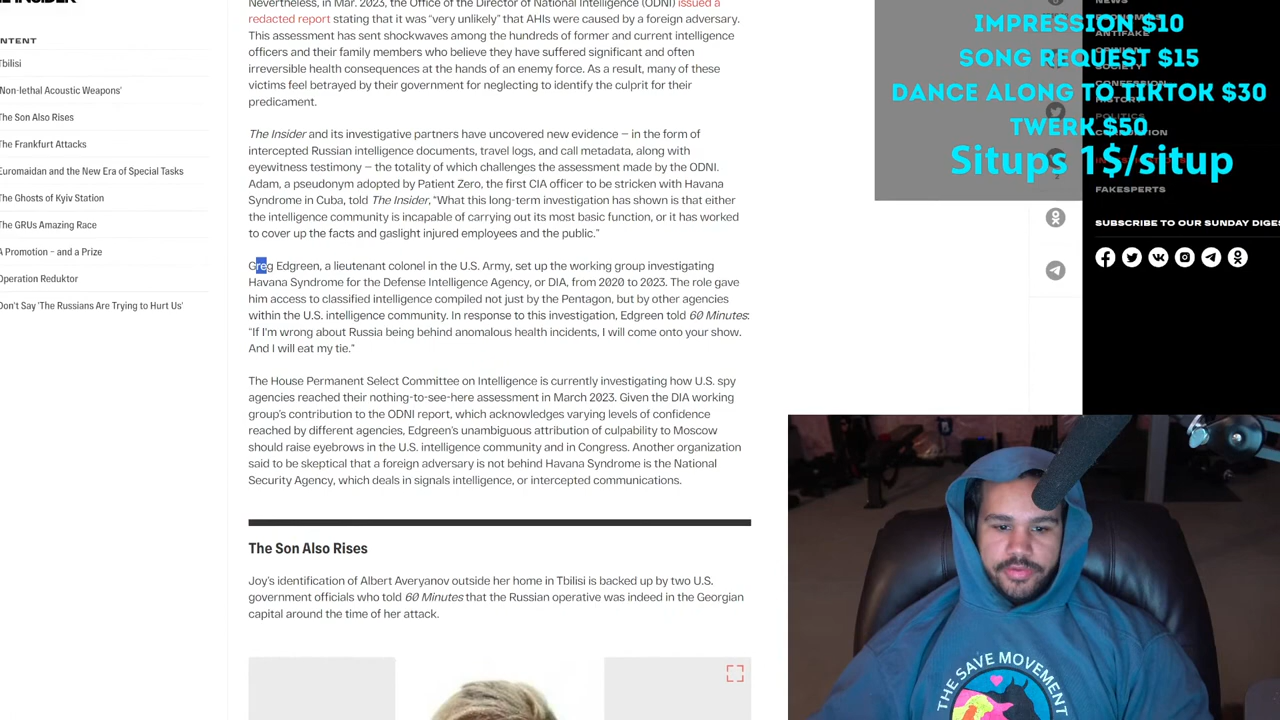 NTENT
Tbilisi
'Non-lethal Acoustic Weapons'
The Son Also Rises
The Frankfurt Attacks
Euromaidan and the New Era of Special Tasks
The Ghosts of Kyiv Station
The GRUs Amazing Race
A Promotion – and a Prize
Operation Reduktor
Don't Say 'The Russians Are Trying to Hurt Us'
Nevertheless, in Mar. 2023, the Office of the Director of National Intelligence (ODNI) issued a
redacted report stating that it was “very unlikely” that AHIs were caused by a foreign adversary.
This assessment has sent shockwaves among the hundreds of former and current intelligence
officers and their family members who believe they have suffered significant and often
irreversible health consequences at the hands of an enemy force. As a result, many of these
victims feel betrayed by their government for neglecting to identify the culprit for their
predicament.
The Insider and its investigative partners have uncovered new evidence — in the form of
intercepted Russian intelligence documents, travel logs, and call metadata, along with
eyewitness testimony — the totality of which challenges the assessment made by the ODNI.
Adam, a pseudonym adopted by Patient Zero, the first CIA officer to be stricken with Havana
Syndrome in Cuba, told The Insider, “What this long-term investigation has shown is that either
the intelligence community is incapable of carrying out its most basic function, or it has worked
to cover up the facts and gaslight injured employees and the public.”
Greg Edgreen, a lieutenant colonel in the U.S. Army, set up the working group investigating
Havana Syndrome for the Defense Intelligence Agency, or DIA, from 2020 to 2023. The role gave
him access to classified intelligence compiled not just by the Pentagon, but by other agencies
within the U.S. intelligence community. In response to this investigation, Edgreen told 60 Minutes:
“If I'm wrong about Russia being behind anomalous health incidents, I will come onto your show.
And I will eat my tie.”
The House Permanent Select Committee on Intelligence is currently investigating how U.S. spy
agencies reached their nothing-to-see-here assessment in March 2023. Given the DIA working
group's contribution to the ODNI report, which acknowledges varying levels of confidence
reached by different agencies, Edgreen's unambiguous attribution of culpability to Moscow
should raise eyebrows in the U.S. intelligence community and in Congress. Another organization
said to be skeptical that a foreign adversary is not behind Havana Syndrome is the National
Security Agency, which deals in signals intelligence, or intercepted communications.
The Son Also Rises
Joy's identification of Albert Averyanov outside her home in Tbilisi is backed up by two U.S.
government officials who told 60 Minutes that the Russian operative was indeed in the Georgian
capital around the time of her attack.
IMPRESSION $10
SONG REQUEST $15
DANCE ALONG TO TIKTOK $30
TWERK $50
Situps 1$/situp
ANTIFAKE
OPINION
SOCIETY
CONFESSION
HISTORY
POLITICS
CORRUPTION
FAKESPERTS
SUBSCRIBE TO OUR SUNDAY DIGES
THE SAVE MOVEMENT